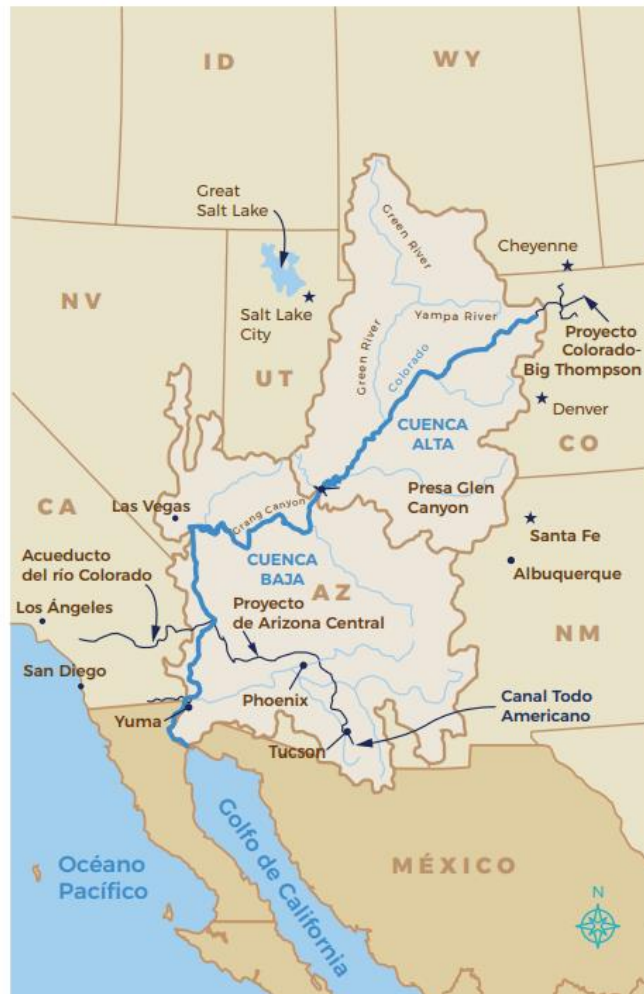 ID
WY
Great
Salt Lake
Green River
Cheyenne
NV
Salt Lake
City
Yampa River
Green River
Colorado
Proyecto
Colorado-
Big Thompson
UT
CUENCA
ALTA
Denver
CO
Presa Glen
Canyon
CA
Las Vegas
Grang Canyon
Santa Fe
CUENCA
BAJA
Acueducto
del río Colorado
AZ
Albuquerque
Proyecto
de Arizona Central
Los Ángeles
NM
San Diego
Phoenix
Canal Todo
Americano
Yuma
Tucson
Golfo de California
Océano
Pacífico
MÉXICO
N